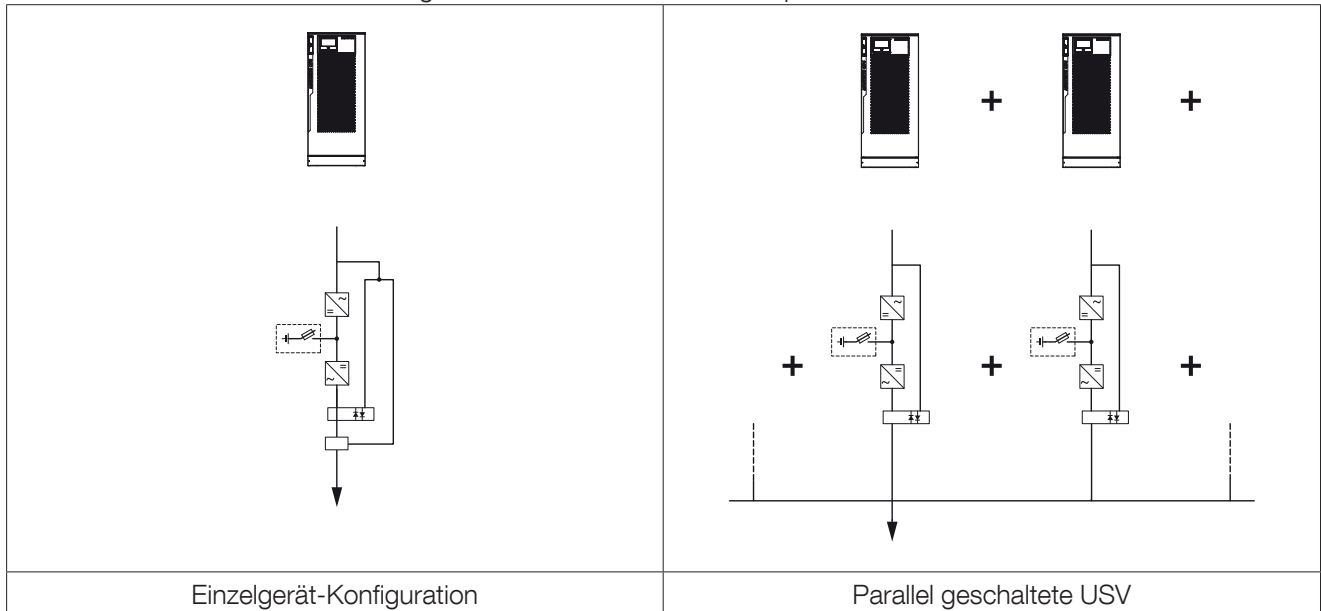 + +
+ + +
Einzelgerät-Konfiguration
Parallel geschaltete USV